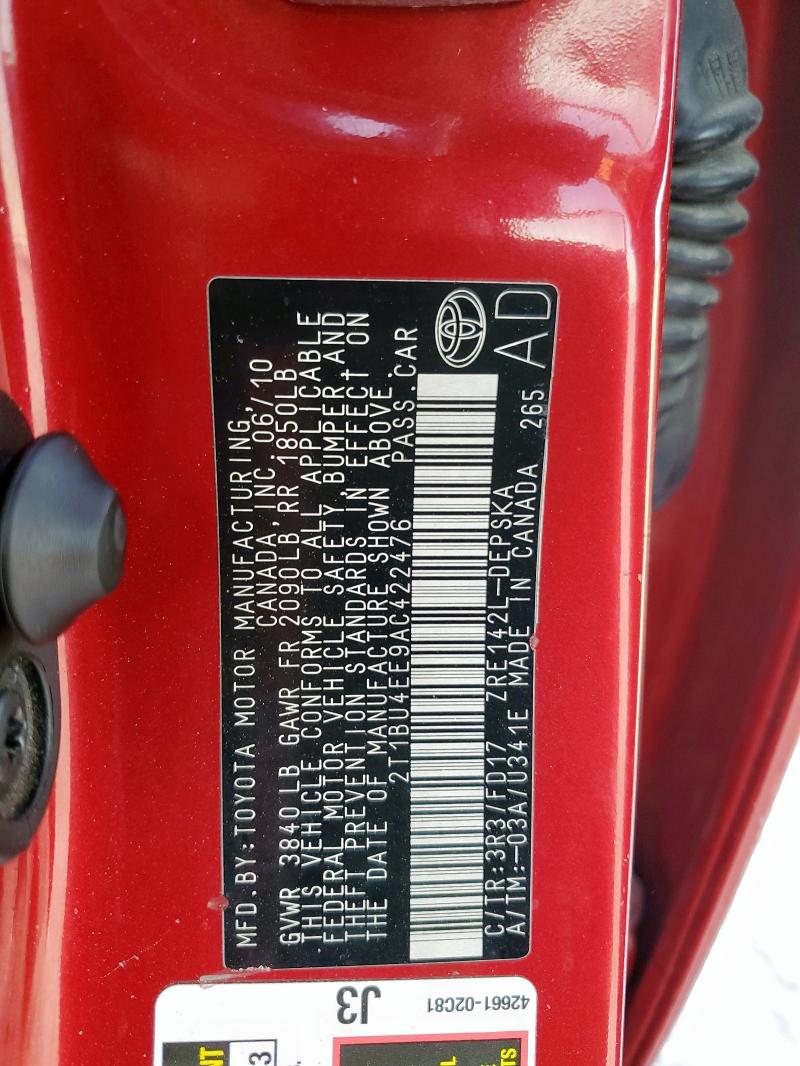 MFD.BY:TOYOTA MOTOR MANUFACTURING,
CANADA,INC.06/10
GVWR 3840 LB GAWR FR 2090LB,RR 1850LB
THIS VEHICLE CONFORMS TO ALL APPLICABLE
FEDERAL MOTOR VEHICLE SAFETY,BUMPER,AND
THEFT PREVENTION STANDARDS IN EFFECT ON
THE DATE OF MANUFACTURE SHOWN ABOVE.
2T1BU4EE9AC422476 PASS.CAR
C/TR:3R3/FD17 ZRE142L-DEPSKA
A/TM:-03A/U341E MADE IN CANADA 265
AD
J3
42661-02C81